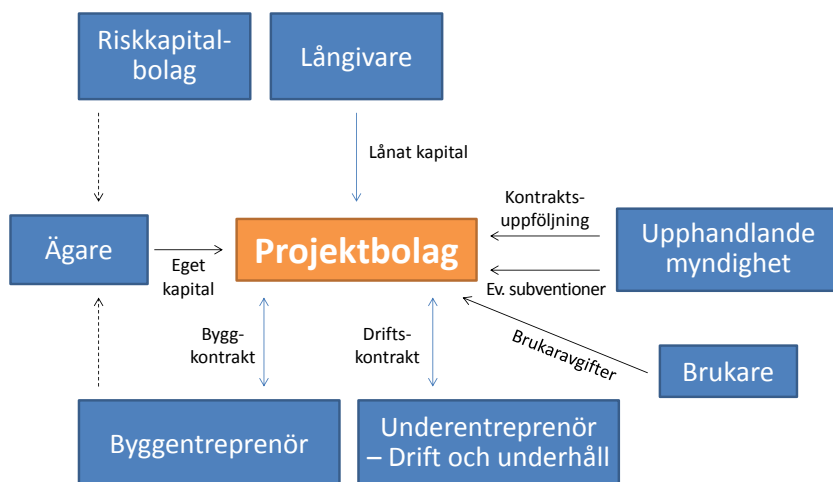 Riskkapital-
bolag
Långivare
Lånat kapital
Kontrakts-
uppföljning
Ägare
Eget
kapital
Projektbolag
Upphandlande
myndighet
Ev. subventioner
Bygg-
kontrakt
Drifts-
kontrakt
Brukaravgifter
Brukare
Byggentreprenör
Underentreprenör
– Drift och underhåll